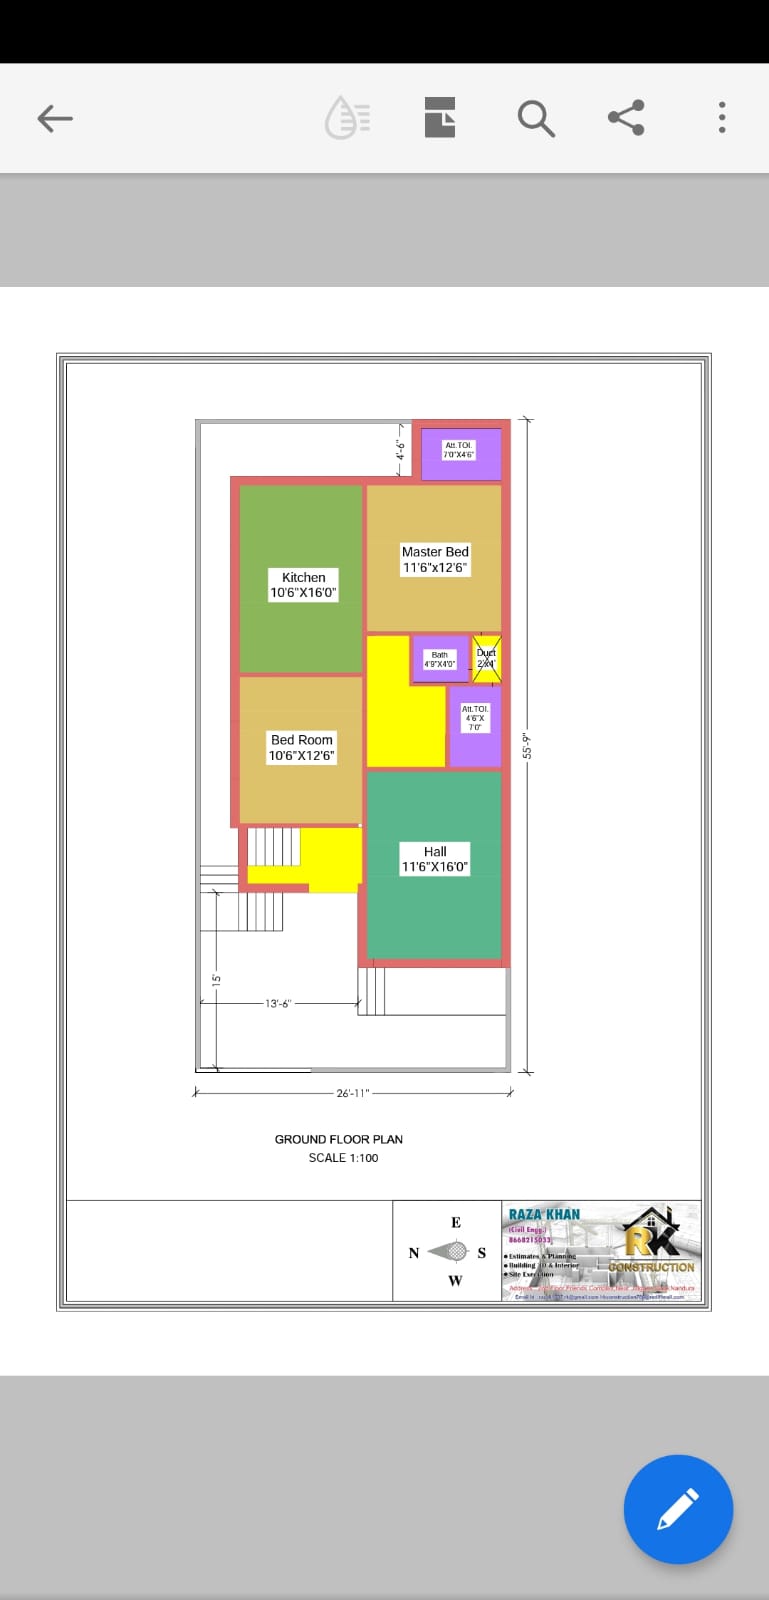 Att.TOI.
7'0"X4'6"
4'-6"
Master Bed
11'6"x12'6"
Kitchen
10'6"X16'0"
Bath
4'9"X4'0"
Duct
2'X4'
Att.TOI.
4'6"X
7'0"
Bed Room
10'6"X12'6"
55'-9"
Hall
11'6"X16'0"
15'
13'-6"
26'-11"
GROUND FLOOR PLAN
SCALE 1:100
E
N S
W
RAZA KHAN
(Civil Engg.)
8668215033
Estimates & Planning
Building & Interior
Site Execution
RK
CONSTRUCTION
Address Nandura